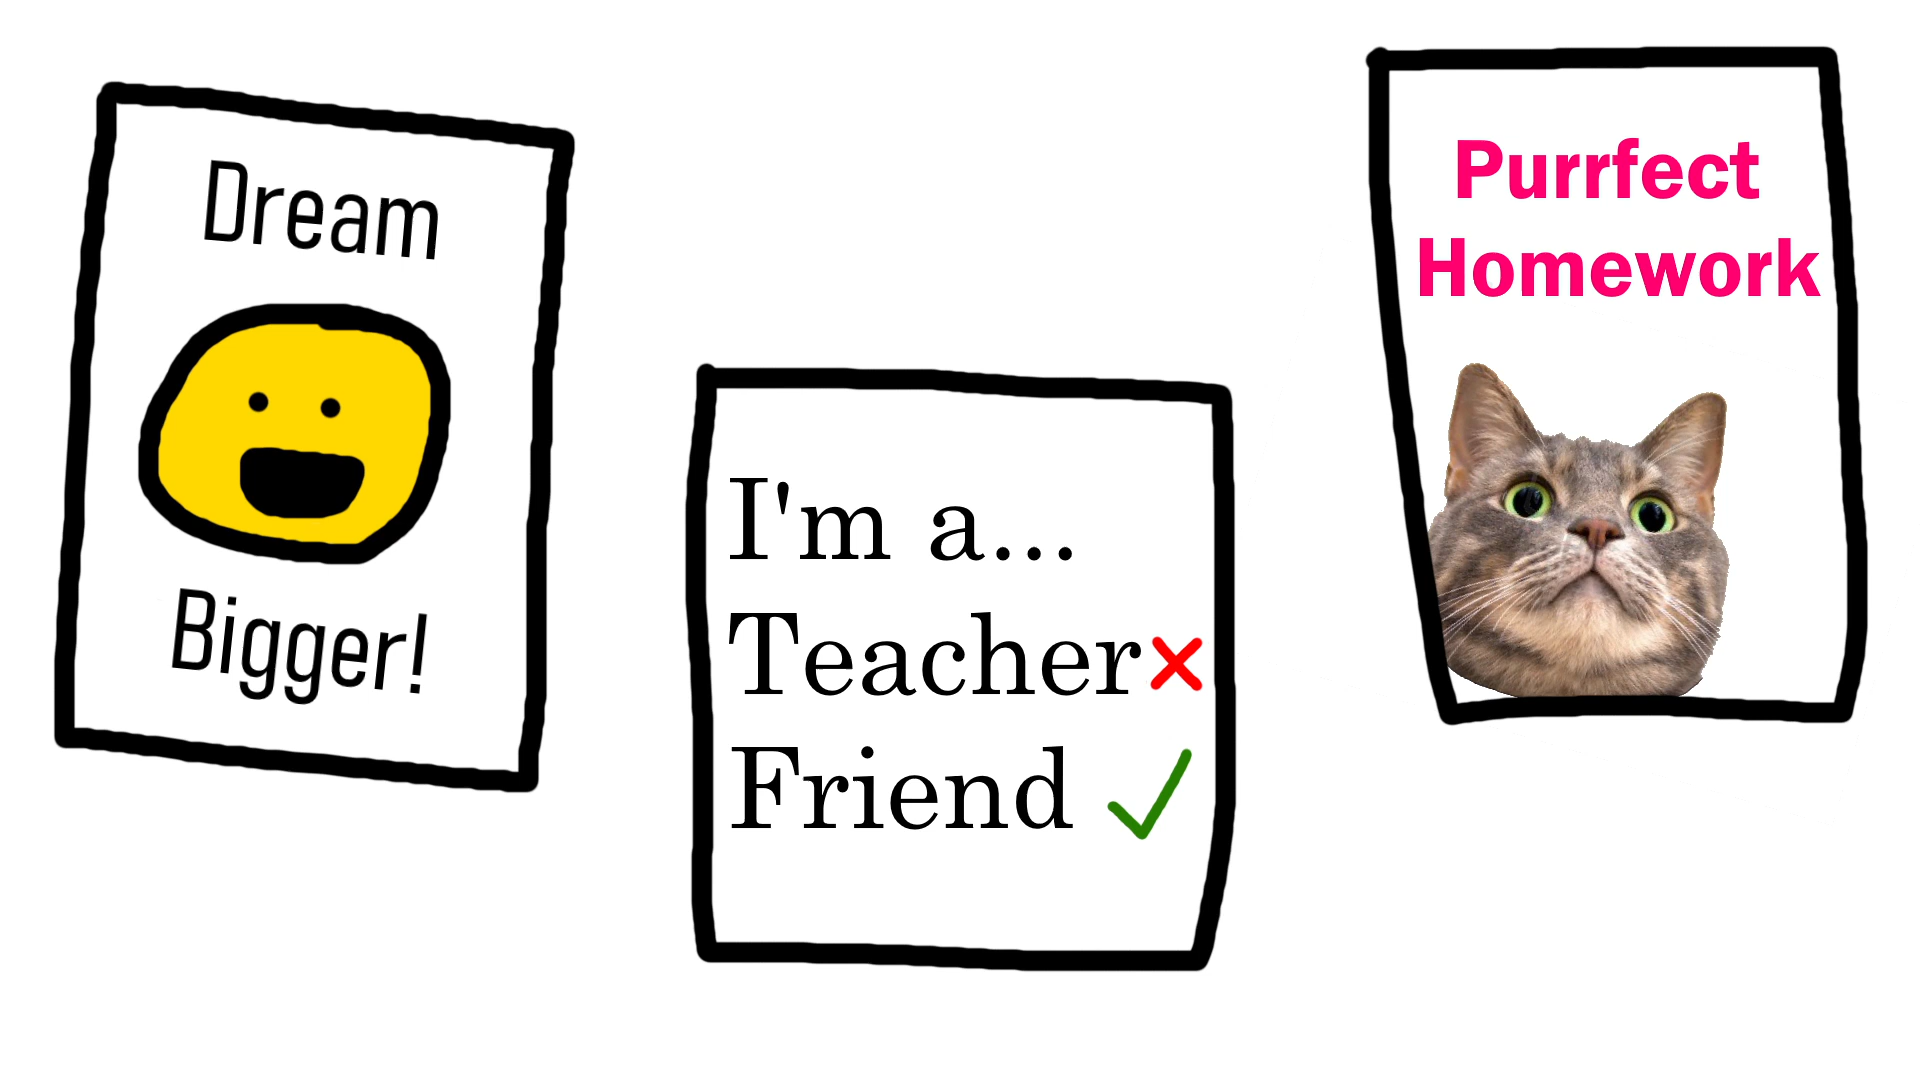 Dream
Bigger!
I'm a...
Teacher
Friend
Purrfect
Homework